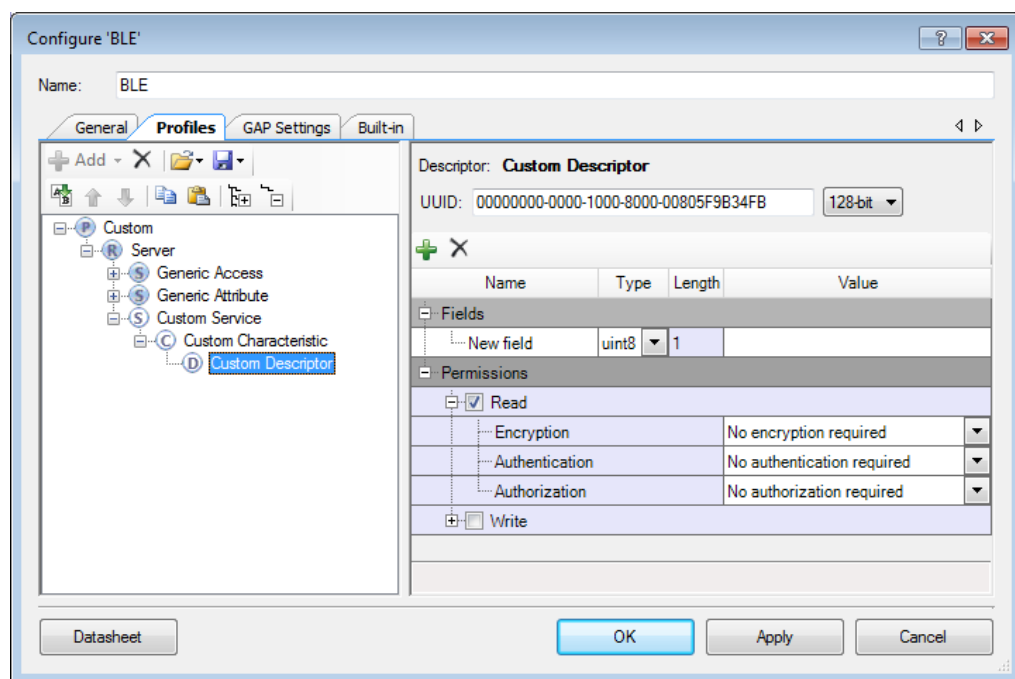 Configure 'BLE'
Name: BLE
General Profiles GAP Settings Built-in
Add
Descriptor: Custom Descriptor
UUID: 00000000-0000-1000-8000-00805F9B34FB 128-bit
P Custom
R Server
S Generic Access
S Generic Attribute
S Custom Service
C Custom Characteristic
D Custom Descriptor
Name Type Length Value
Fields
New field uint8 1
Permissions
Read
Encryption No encryption required
Authentication No authentication required
Authorization No authorization required
Write
Datasheet OK Apply Cancel